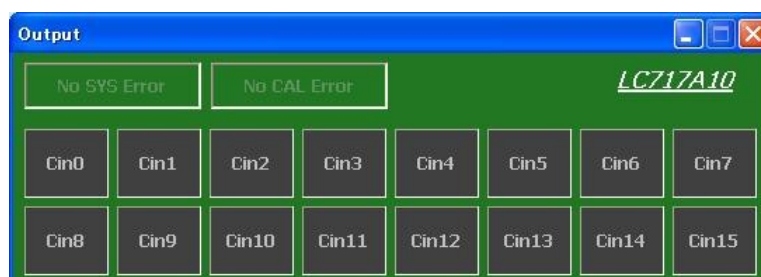 Output
No SYS Error No CAL Error LC717A10
Cin0 Cin1 Cin2 Cin3 Cin4 Cin5 Cin6 Cin7
Cin8 Cin9 Cin10 Cin11 Cin12 Cin13 Cin14 Cin15